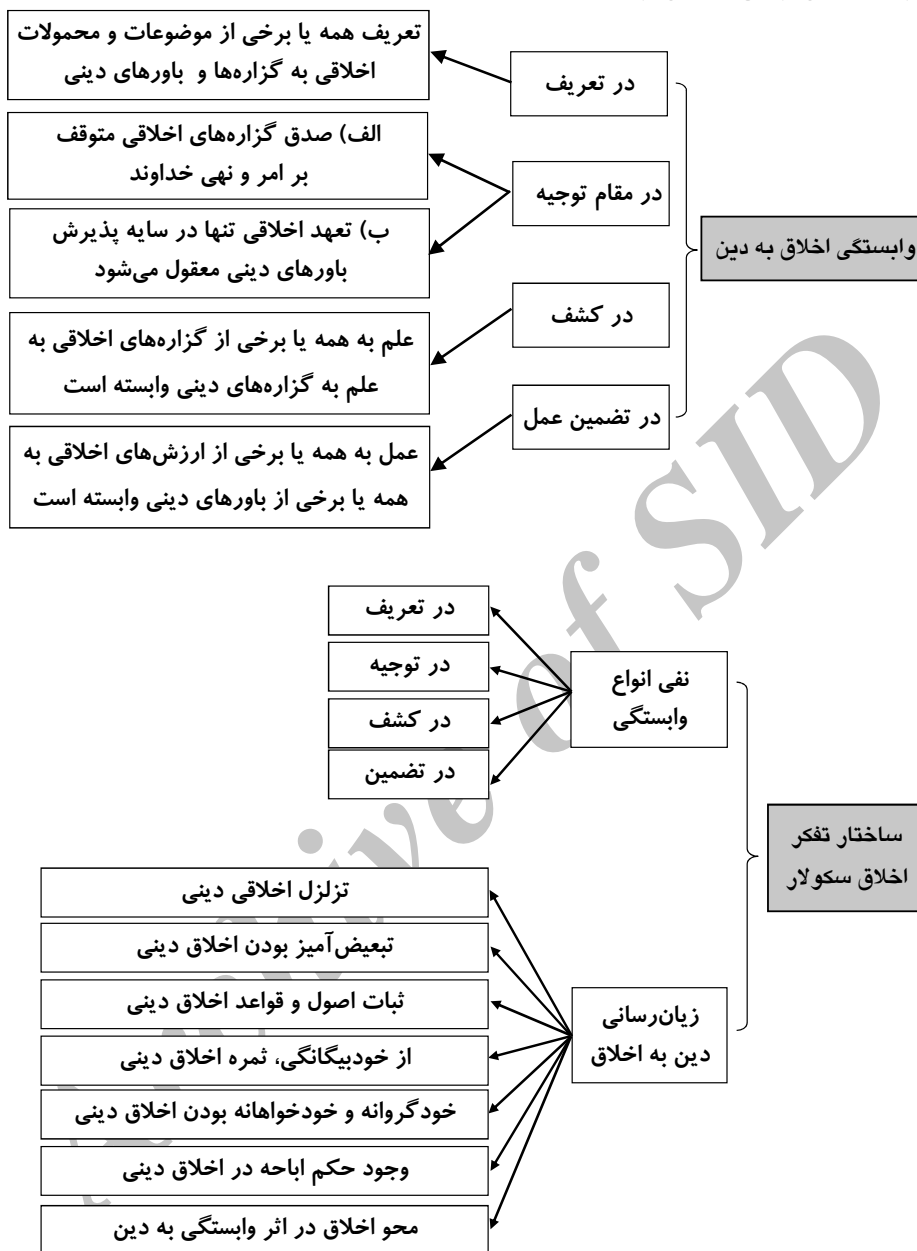 وابستگی اخلاق به دین
در تعریف
تعریف همه یا برخی از موضوعات و محمولات
اخلاقی به گزاره‌ها و باورهای دینی
در مقام توجیه
الف) صدق گزاره‌های اخلاقی متوقف
بر امر و نهی خداوند
ب) تعهد اخلاقی تنها در سایه پذیرش
باورهای دینی معقول می‌شود
در کشف
علم به همه یا برخی از گزاره‌های اخلاقی به
علم به گزاره‌های دینی وابسته است
در تضمین عمل
عمل به همه یا برخی از ارزش‌های اخلاقی به
همه یا برخی از باورهای دینی وابسته است
ساختار تفکر
اخلاق سکولار
نفی انواع
وابستگی
در تعریف
در توجیه
در کشف
در تضمین
زیان‌رسانی
دین به اخلاق
تزلزل اخلاقی دینی
تبعیض‌آمیز بودن اخلاق دینی
ثبات اصول و قواعد اخلاق دینی
از خودبیگانگی، ثمره اخلاق دینی
خودگروانه و خودخواهانه بودن اخلاق دینی
وجود حکم اباحه در اخلاق دینی
محو اخلاق در اثر وابستگی به دین
Archive of SID